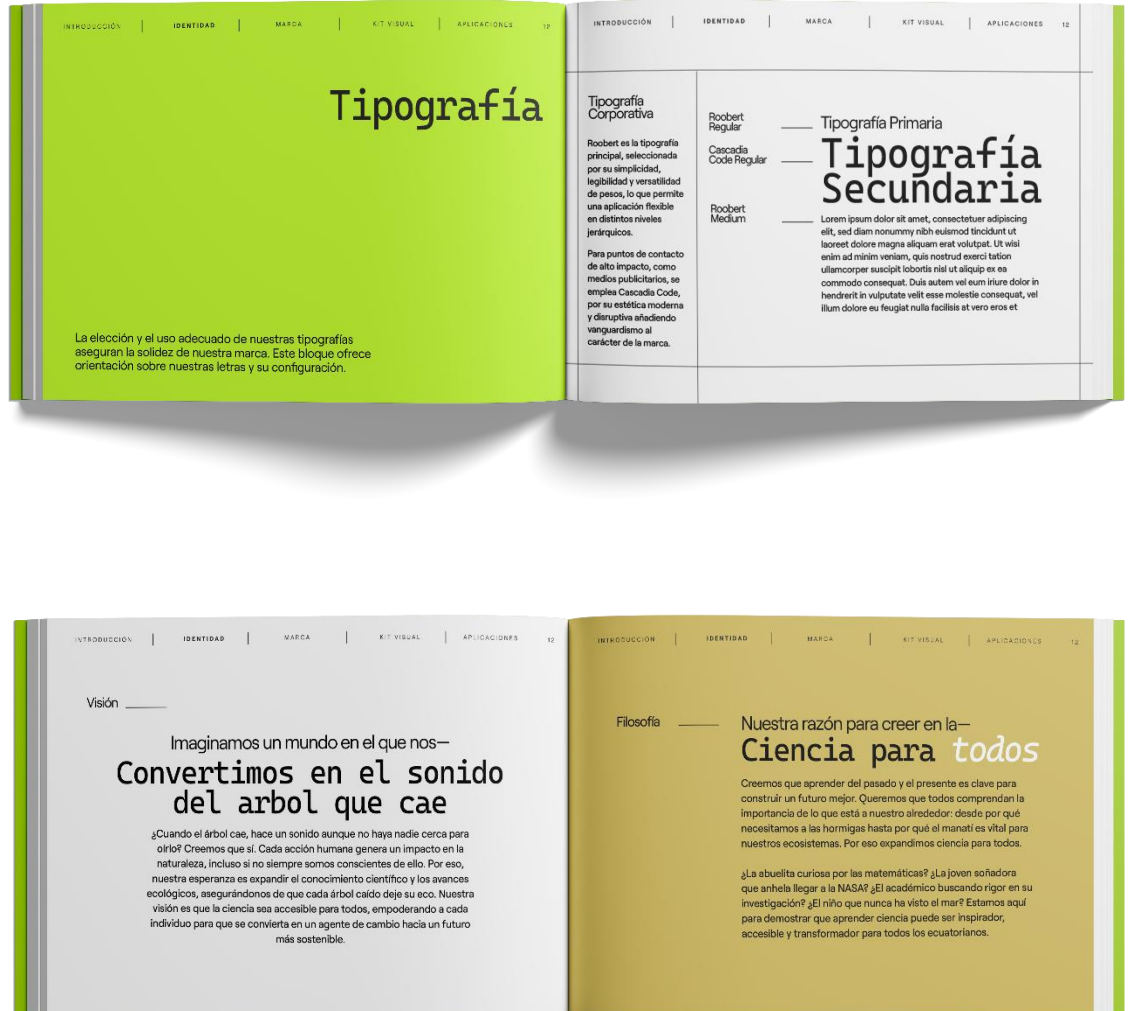 INTRODUCCIÓN | IDENTIDAD | MARCA | KIT VISUAL | APLICACIONES 12
Tipografía
La elección y el uso adecuado de nuestras tipografías
aseguran la solidez de nuestra marca. Este bloque ofrece
orientación sobre nuestras letras y su configuración.
INTRODUCCIÓN | IDENTIDAD | MARCA | KIT VISUAL | APLICACIONES 12
Tipografía
Corporativa
Roobert es la tipografía
principal, seleccionada
por su simplicidad,
legibilidad y versatilidad
de pesos, lo que permite
una aplicación flexible
en distintos niveles
jerárquicos.
Para puntos de contacto
de alto impacto, como
medios publicitarios, se
emplea Cascadia Code,
por su estética moderna
y disruptiva añadiendo
vanguardismo al
carácter de la marca.
Roobert
Regular
Cascadia
Code Regular
Roobert
Medium
Tipografía Primaria
Tipografía
Secundaria
Lorem ipsum dolor sit amet, consectetuer adipiscing
elit, sed diam nonummy nibh euismod tincidunt ut
laoreet dolore magna aliquam erat volutpat. Ut wisi
enim ad minim veniam, quis nostrud exerci tation
ullamcorper suscipit lobortis nisl ut aliquip ex ea
commodo consequat. Duis autem vel eum iriure dolor in
hendrerit in vulputate velit esse molestie consequat, vel
illum dolore eu feugiat nulla facilisis at vero eros et
INTRODUCCIÓN | IDENTIDAD | MARCA | KIT VISUAL | APLICACIONES 12
Visión
Imaginamos un mundo en el que nos—
Convertimos en el sonido
del arbol que cae
¿Cuando el árbol cae, hace un sonido aunque no haya nadie cerca para
oírlo? Creemos que sí. Cada acción humana genera un impacto en la
naturaleza, incluso si no siempre somos conscientes de ello. Por eso,
nuestra esperanza es expandir el conocimiento científico y los avances
ecológicos, asegurándonos de que cada árbol caído deje su eco. Nuestra
visión es que la ciencia sea accesible para todos, empoderando a cada
individuo para que se convierta en un agente de cambio hacia un futuro
más sostenible.
INTRODUCCIÓN | IDENTIDAD | MARCA | KIT VISUAL | APLICACIONES 12
Filosofía
Nuestra razón para creer en la—
Ciencia para todos
Creemos que aprender del pasado y el presente es clave para
construir un futuro mejor. Queremos que todos comprendan la
importancia de lo que está a nuestro alrededor: desde por qué
necesitamos a las hormigas hasta por qué el manatí es vital para
nuestros ecosistemas. Por eso expandimos ciencia para todos.
¿La abuelita curiosa por las matemáticas? ¿La joven soñadora
que anhela llegar a la NASA? ¿El académico buscando rigor en su
investigación? ¿El niño que nunca ha visto el mar? Estamos aquí
para demostrar que aprender ciencia puede ser inspirador,
accesible y transformador para todos los ecuatorianos.